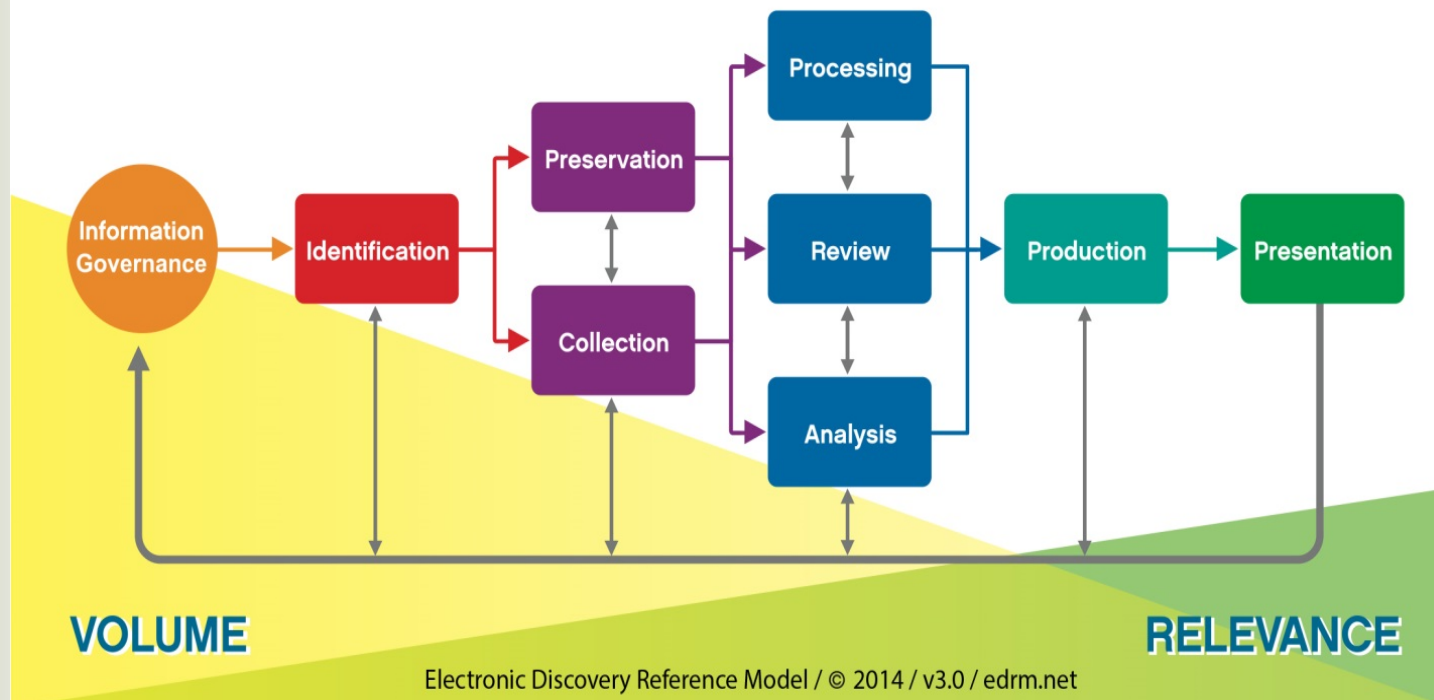 Information
Governance
Identification
Preservation
Collection
Processing
Review
Analysis
Production
Presentation
VOLUME
RELEVANCE
Electronic Discovery Reference Model / © 2014 / v3.0 / edrm.net